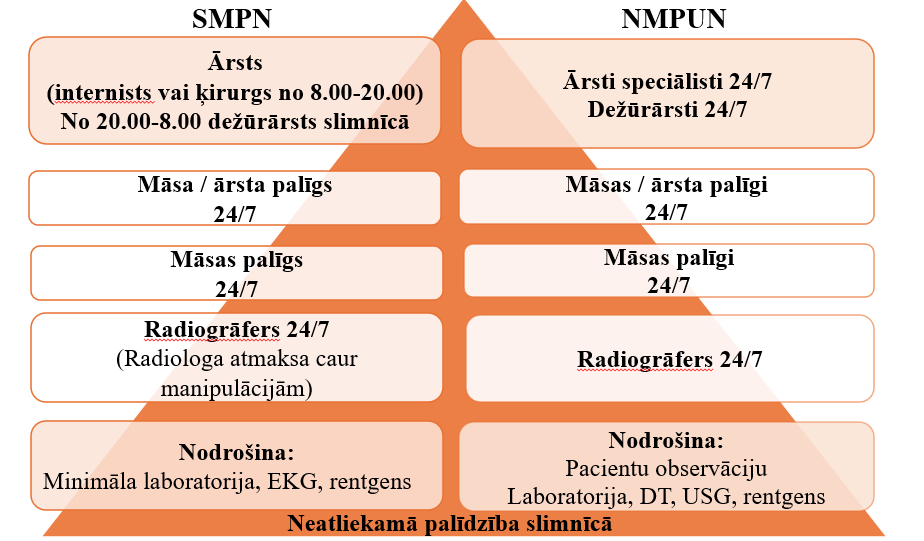 SMPN
Ārsts
(internists vai ķirurgs no 8.00-20.00)
No 20.00-8.00 dežūrārsts slimnīcā
Māsa / ārsta palīgs
24/7
Māsas palīgs
24/7
Radiogrāfers 24/7
(Radiologa atmaksa caur
manipulācijām)
Nodrošina:
Minimāla laboratorija, EKG, rentgens
NMPUN
Ārsti speciālisti 24/7
Dežūrārsti 24/7
Māsas / ārsta palīgi
24/7
Māsas palīgi
24/7
Radiogrāfers 24/7
Nodrošina:
Pacientu observāciju
Laboratorija, DT, USG, rentgens
Neatliekamā palīdzība slimnīcā